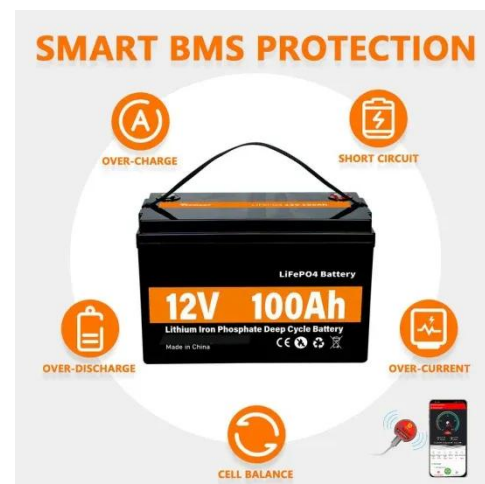 SMART BMS PROTECTION
A
OVER-CHARGE
SHORT CIRCUIT
LiFePO4 Battery
12V 100Ah
Lithium Iron Phosphate Deep Cycle Battery
Made in China
CE
OVER-DISCHARGE
OVER-CURRENT
CELL BALANCE